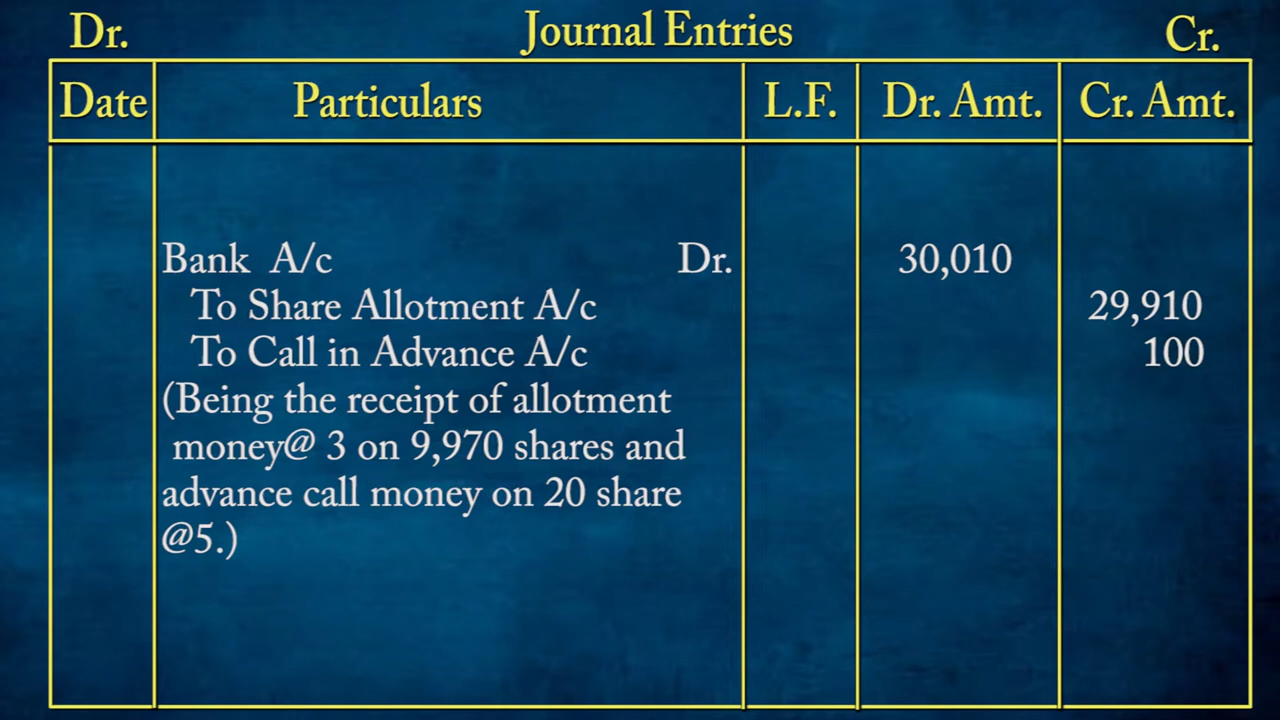 Dr. Journal Entries Cr.
Date Particulars L.F. Dr. Amt. Cr. Amt.
Bank A/c Dr. 30,010
To Share Allotment A/c 29,910
To Call in Advance A/c 100
(Being the receipt of allotment
money@ 3 on 9,970 shares and
advance call money on 20 share
@5.)